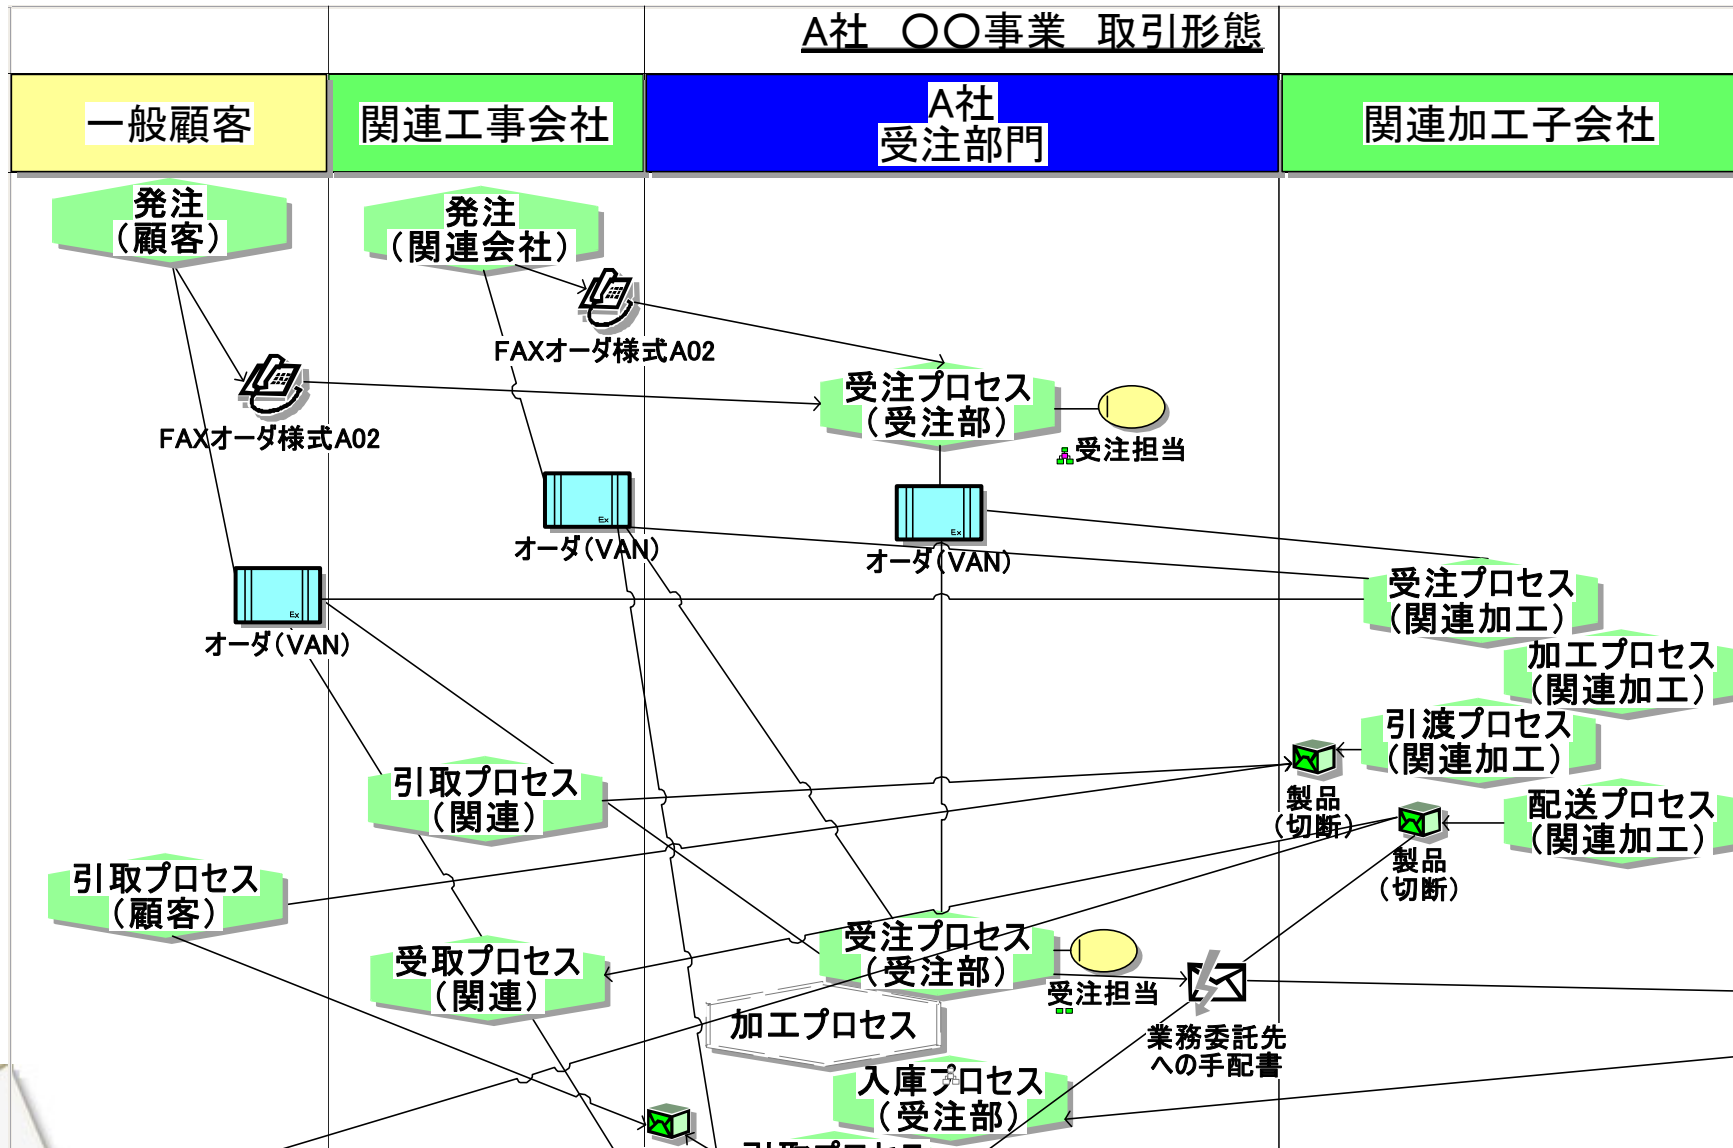 A社　〇〇事業　取引形態
一般顧客
関連工事会社
A社
受注部門
関連加工子会社
発注
（顧客）
発注
（関連会社）
FAXオーダ様式A02
FAXオーダ様式A02
受注プロセス
（受注部）
受注担当
Ex
オーダ（VAN）
Ex
オーダ（VAN）
Ex
オーダ（VAN）
受注プロセス
（関連加工）
加工プロセス
（関連加工）
引渡プロセス
（関連加工）
製品
（切断）
配送プロセス
（関連加工）
製品
（切断）
引取プロセス
（関連）
引取プロセス
（顧客）
受取プロセス
（関連）
受注プロセス
（受注部）
受注担当
加工プロセス
業務委託先
への手配書
入庫プロセス
（受注部）
引取プロセス